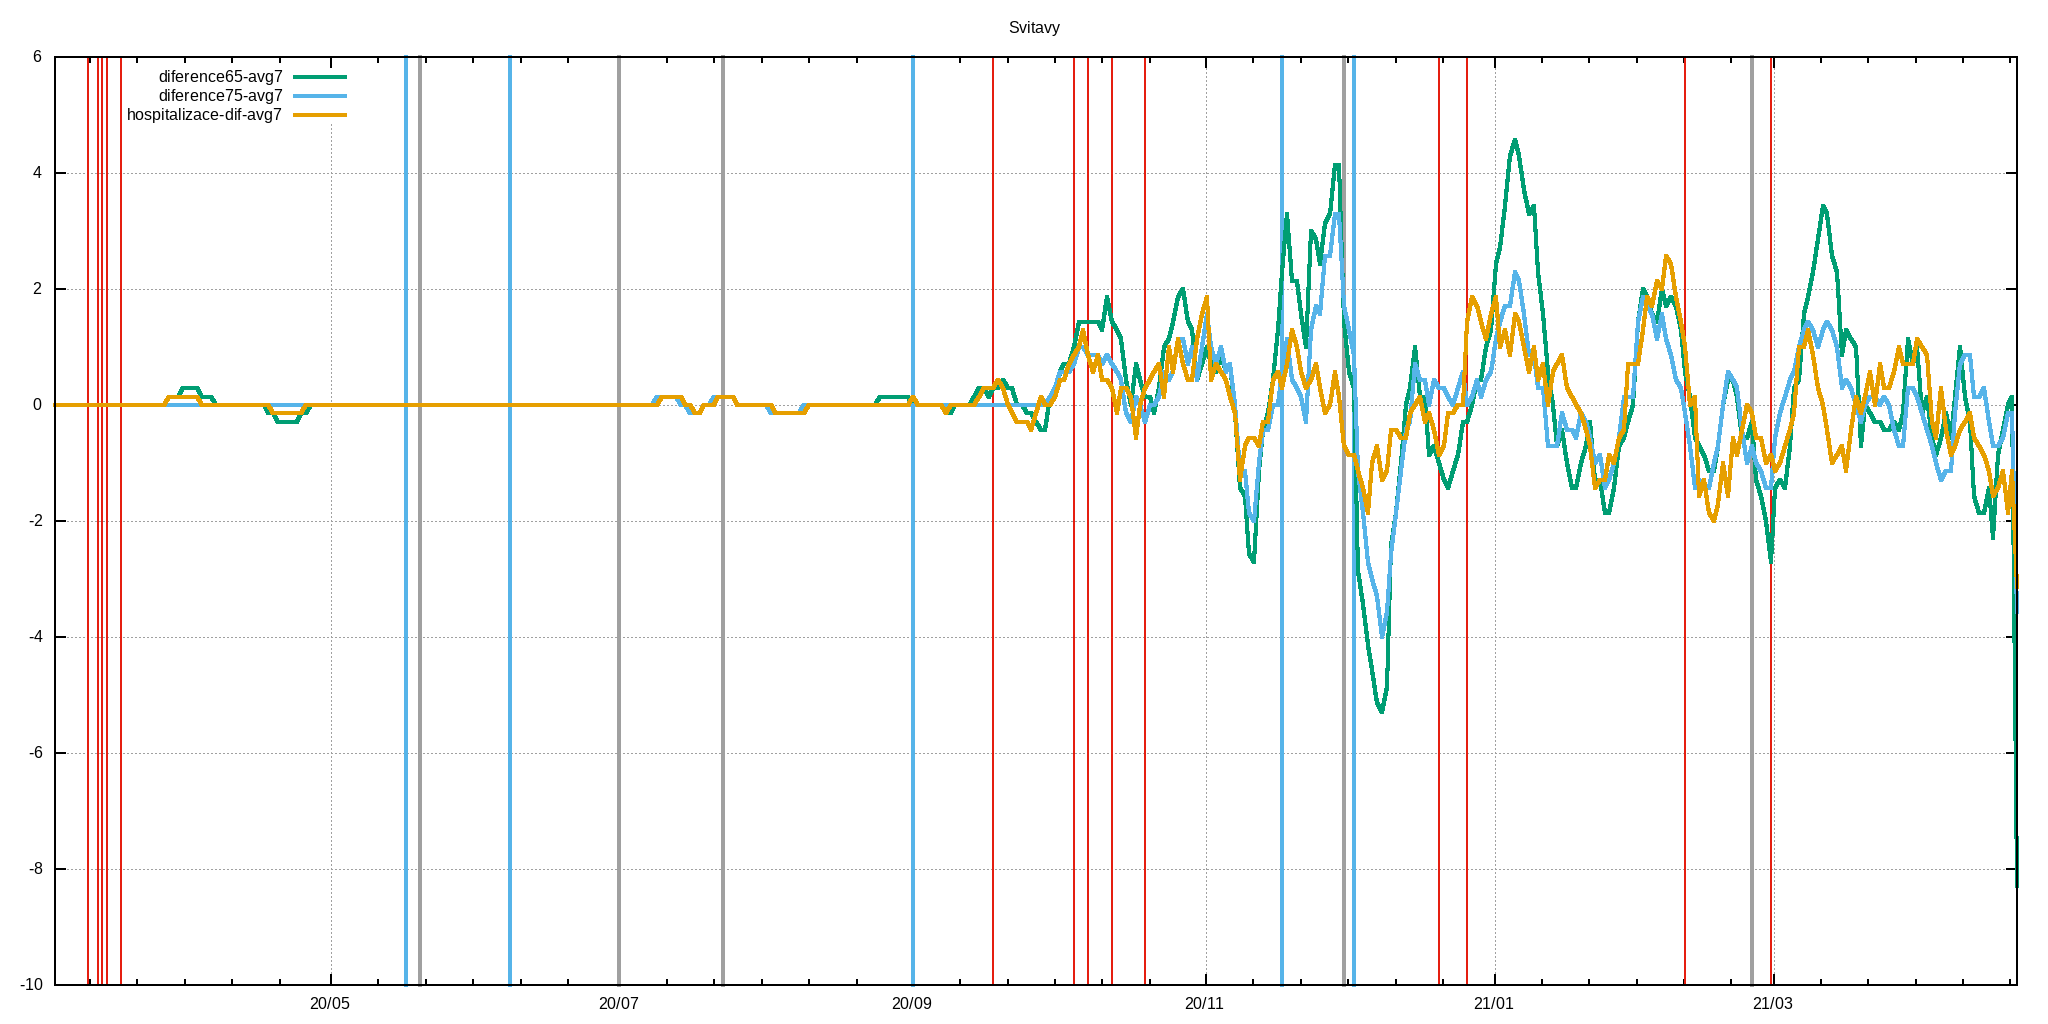 Svitavy
6
diference65-avg7
diference75-avg7
hospitalizace-dif-avg7
4
2
0
-2
-4
-6
-8
-10
20/05 20/07 20/09 20/11 21/01 21/03